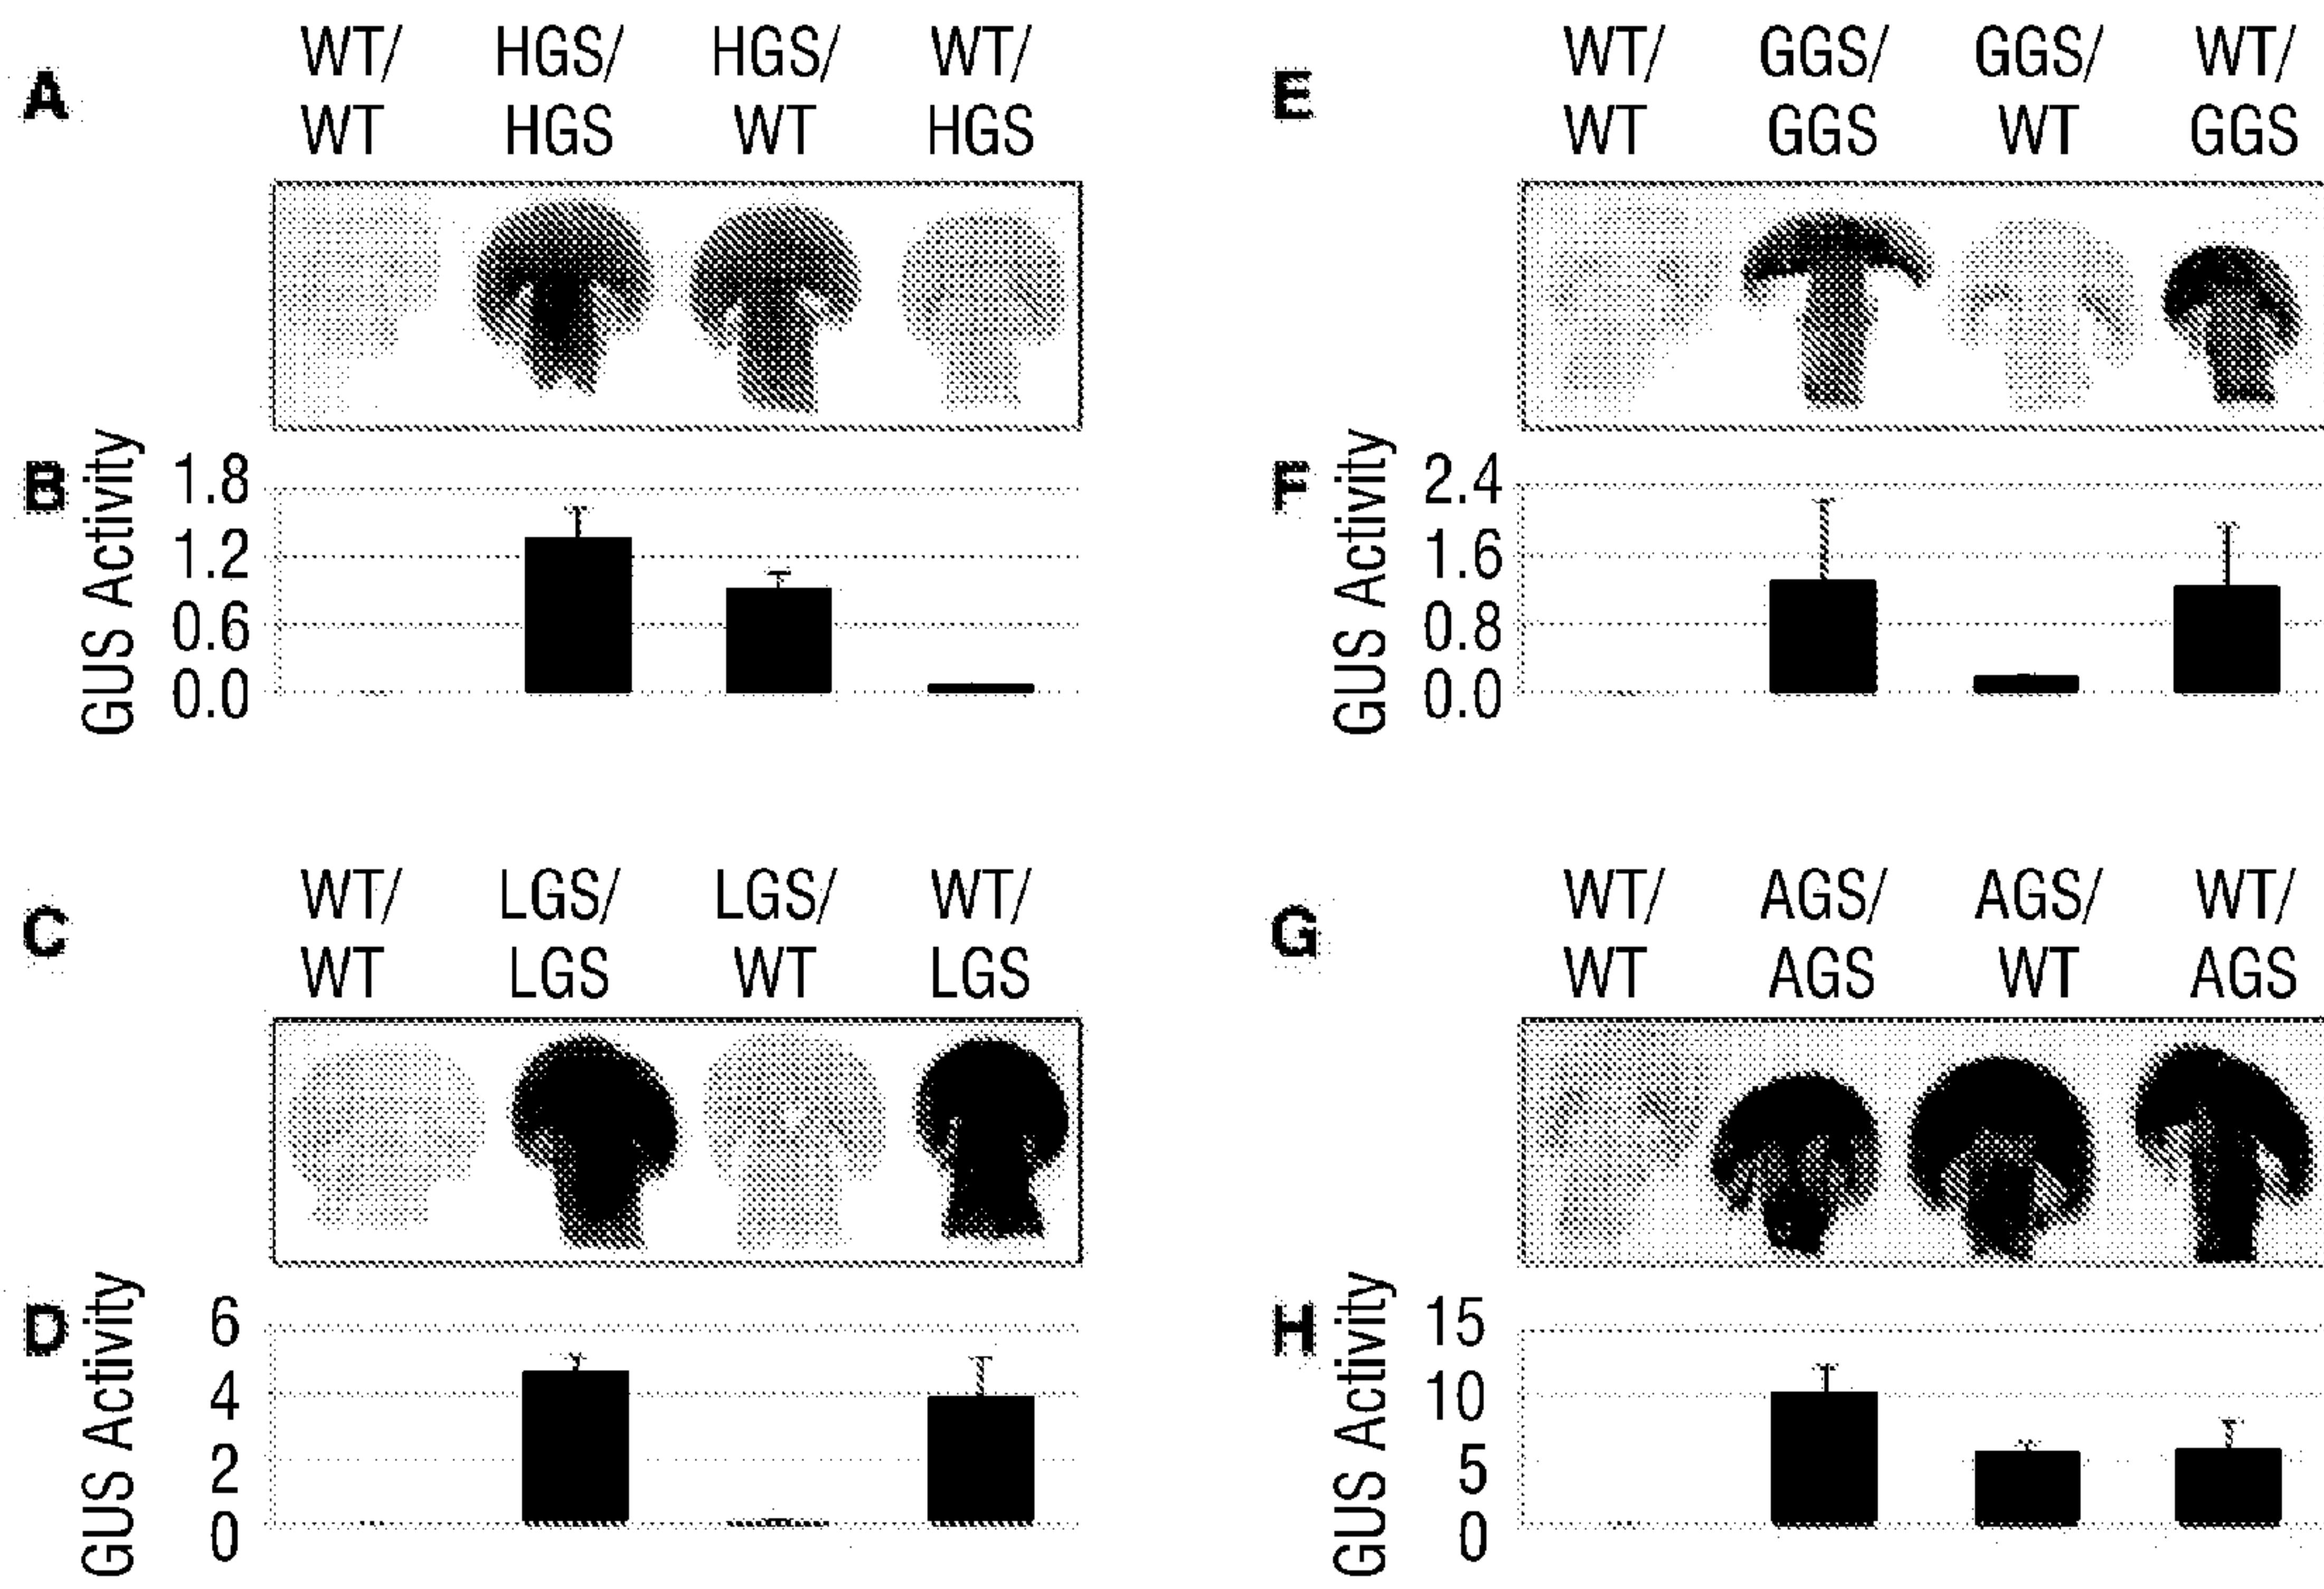 A
WT/ HGS/ HGS/ WT/
WT HGS WT HGS
B
GUS Activity
1.8
1.2
0.6
0.0
C
WT/ LGS/ LGS/ WT/
WT LGS WT LGS
D
GUS Activity
6
4
2
0
E
WT/ GGS/ GGS/ WT/
WT GGS WT GGS
F
GUS Activity
2.4
1.6
0.8
0.0
G
WT/ AGS/ AGS/ WT/
WT AGS WT AGS
H
GUS Activity
15
10
5
0